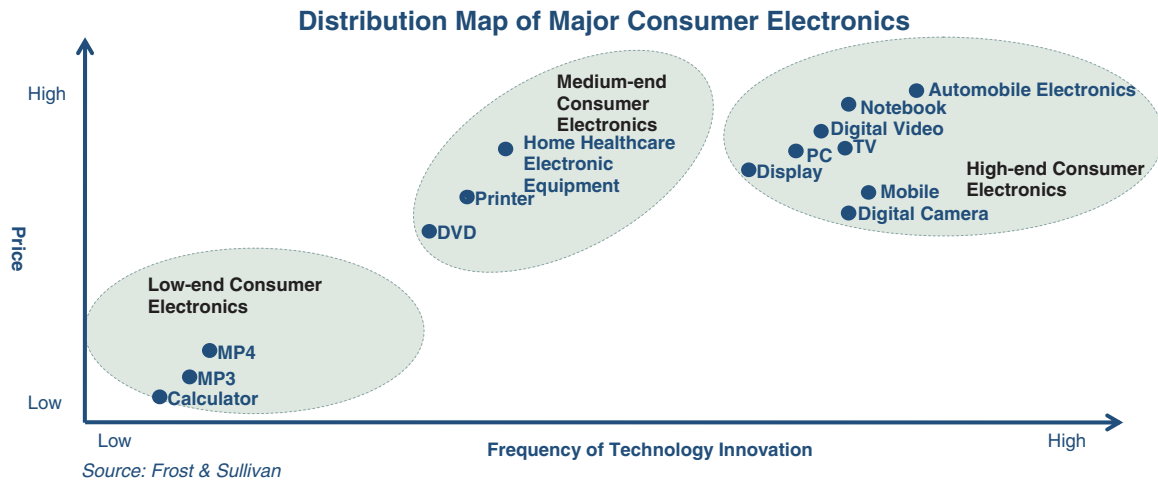 Distribution Map of Major Consumer Electronics
High
Price
Low
Low-end Consumer
Electronics
MP4
MP3
Calculator
Medium-end
Consumer
Electronics
Home Healthcare
Electronic
Equipment
Printer
DVD
Automobile Electronics
Notebook
Digital Video
TV
PC
Display
High-end Consumer
Electronics
Mobile
Digital Camera
Low
Frequency of Technology Innovation
High
Source: Frost & Sullivan